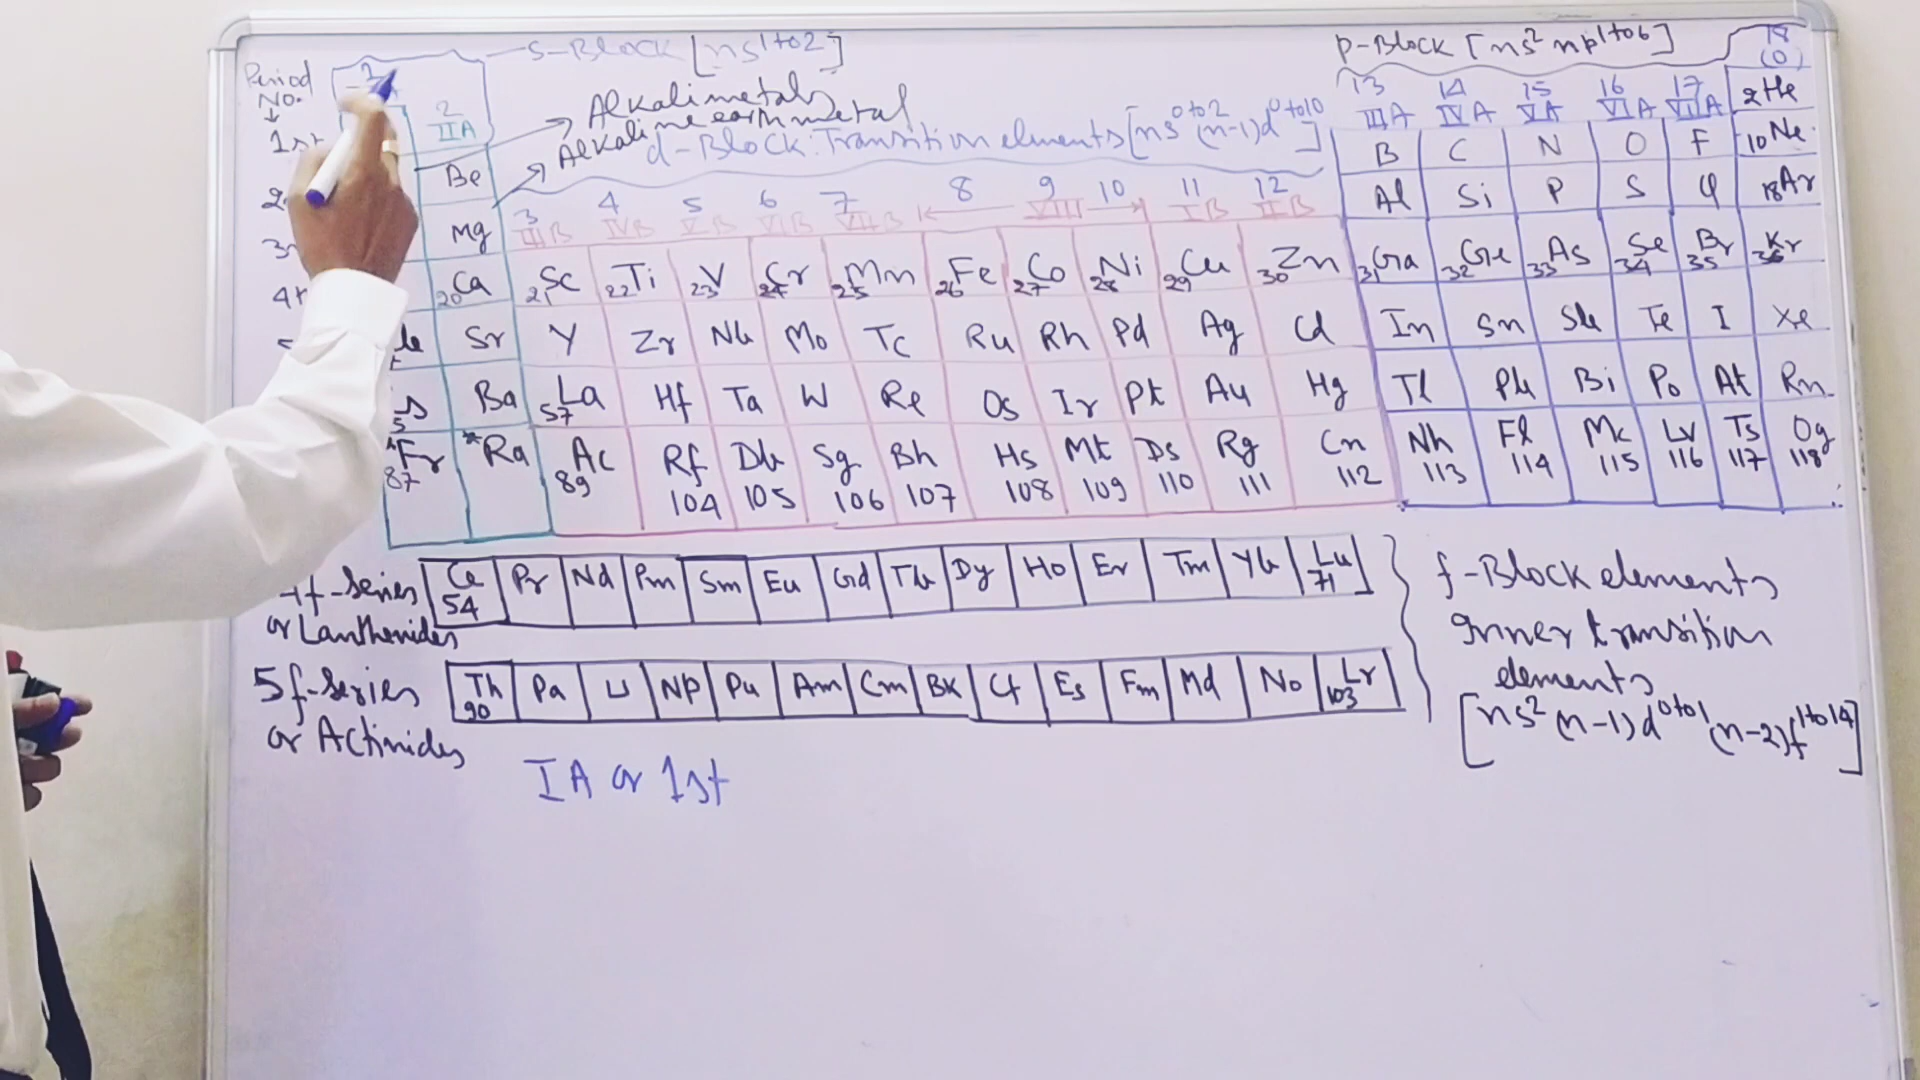 s-Block [ns¹ᵗᵒ²]
p-Block [ns² np¹ᵗᵒ⁶]
18
(0)
Period
No.
↓
1
2
IIA
Alkali metals
Alkaline earth metal
d-Block: Transition elements [ns⁰ᵗᵒ² (n-1)d⁰ᵗᵒ¹⁰]
13 14 15 16 17
IIIA IVA VA VIA VIIA
2He
1st
Be
B C N O F 10Ne
Mg
3 4 5 6 7 8 9 10 11 12
IIIB IVB VB VIB VIIB ← VIII → IB IIB
Al Si P S Cl 18Ar
20Ca 21Sc 22Ti 23V 24Cr 25Mn 26Fe 27Co 28Ni 29Cu 30Zn 31Ga 32Ge 33As 34Se 35Br 36Kr
Sr Y Zr Nb Mo Tc Ru Rh Pd Ag Cd In Sn Sb Te I Xe
Ba 57La Hf Ta W Re Os Ir Pt Au Hg Tl Pb Bi Po At Rn
*Fr *Ra Ac Rf Db Sg Bh Hs Mt Ds Rg Cn Nh Fl Mc Lv Ts Og
87 89 104 105 106 107 108 109 110 111 112 113 114 115 116 117 118
4f-series
or Lanthenides
Ce Pr Nd Pm Sm Eu Gd Tb Dy Ho Er Tm Yb Lu
54 71
5f-Series
or Actinides
Th Pa U Np Pu Am Cm Bk Cf Es Fm Md No Lr
90 103
f-Block elements
Inner transition
elements
[ns² (n-1)d⁰ᵗᵒ¹ (n-2)f¹ᵗᵒ¹⁴]
IA or 1st